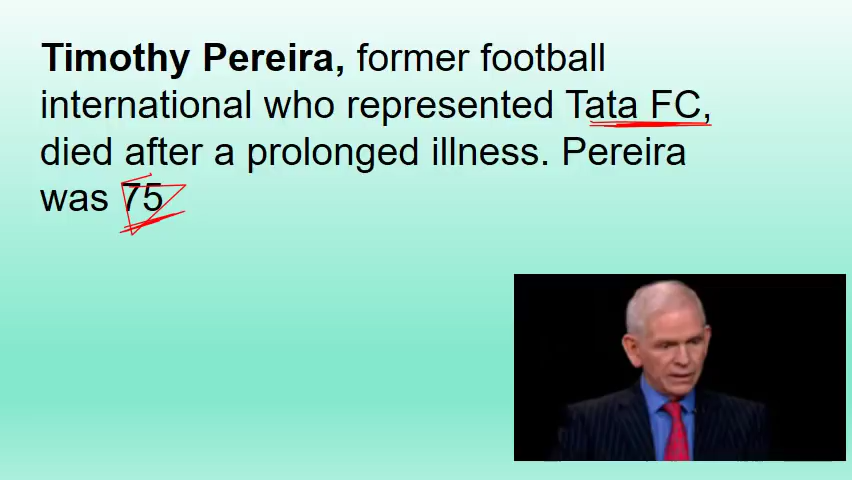 Timothy Pereira, former football
international who represented Tata FC,
died after a prolonged illness. Pereira
was 75